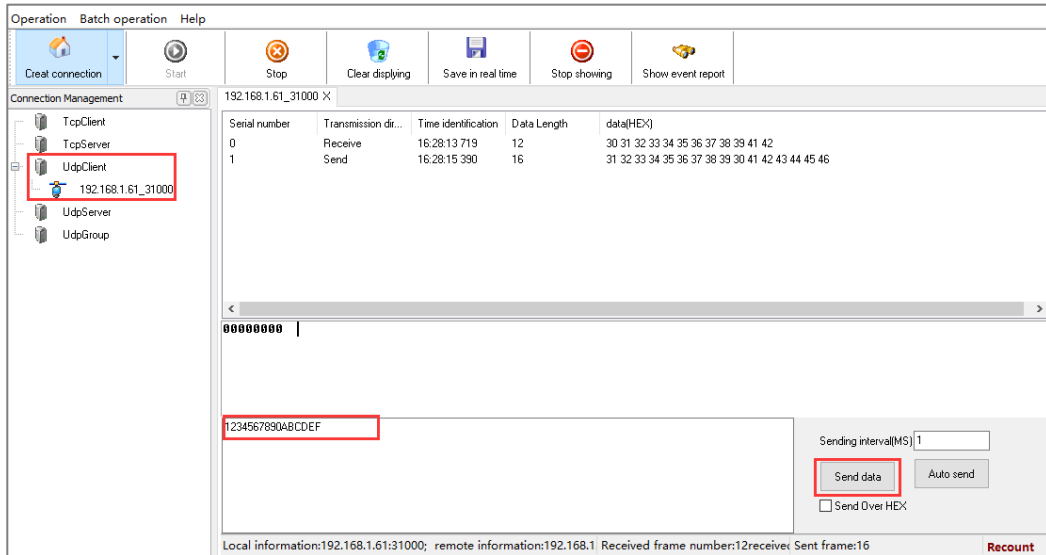 Operation Batch operation Help
Creat connection Start Stop Clear displying Save in real time Stop showing Show event report
Connection Management
TcpClient
TcpServer
UdpClient
192.168.1.61_31000
UdpServer
UdpGroup
192.168.1.61_31000 X
Serial number Transmission dir... Time identification Data Length data(HEX)
0 Receive 16:28:13 719 12 30 31 32 33 34 35 36 37 38 39 41 42
1 Send 16:28:15 390 16 31 32 33 34 35 36 37 38 39 30 41 42 43 44 45 46
00000000
1234567890ABCDEF
Sending interval(MS) 1
Send data Auto send
Send Over HEX
Local information:192.168.1.61:31000; remote information:192.168.1 Received frame number:12received Sent frame:16 Recount